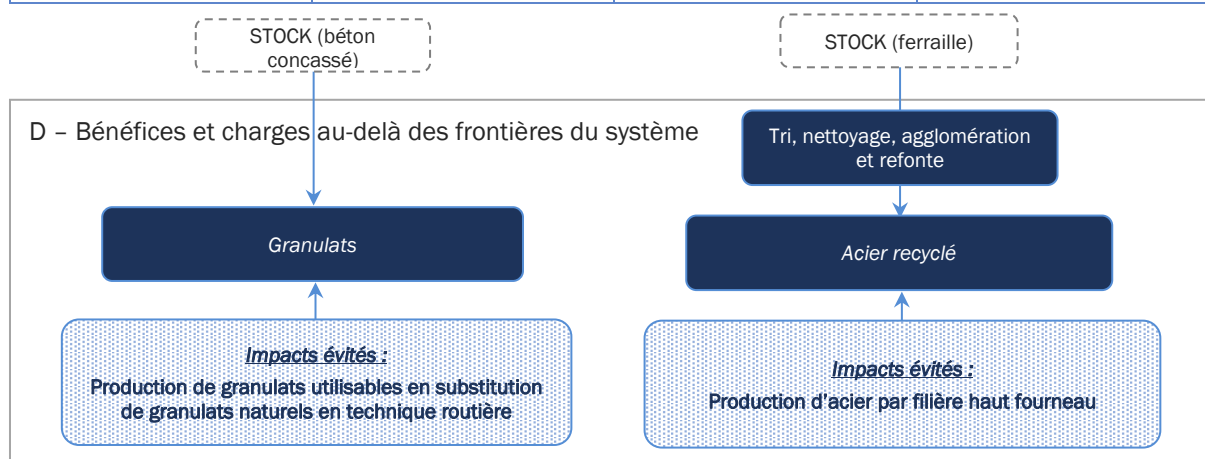 STOCK (béton
concassé)
STOCK (ferraille)
D – Bénéfices et charges au-delà des frontières du système
Tri, nettoyage, agglomération
et refonte
Granulats
Acier recyclé
Impacts évités :
Production de granulats utilisables en substitution
de granulats naturels en technique routière
Impacts évités :
Production d’acier par filière haut fourneau